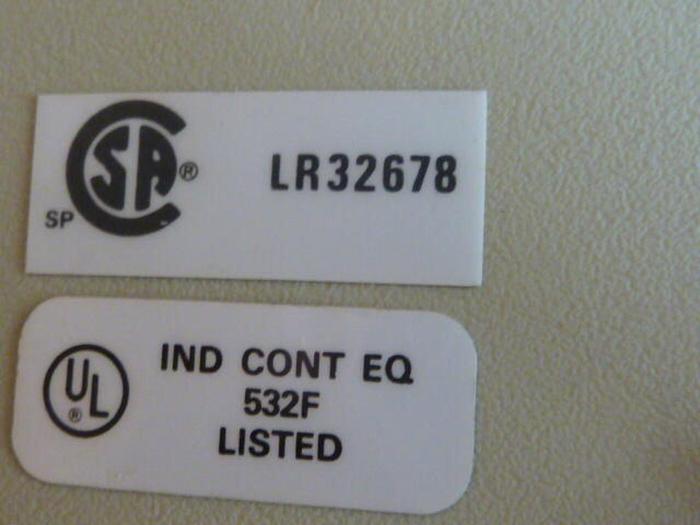 CSA®
SP
LR32678
UL®
IND CONT EQ
532F
LISTED